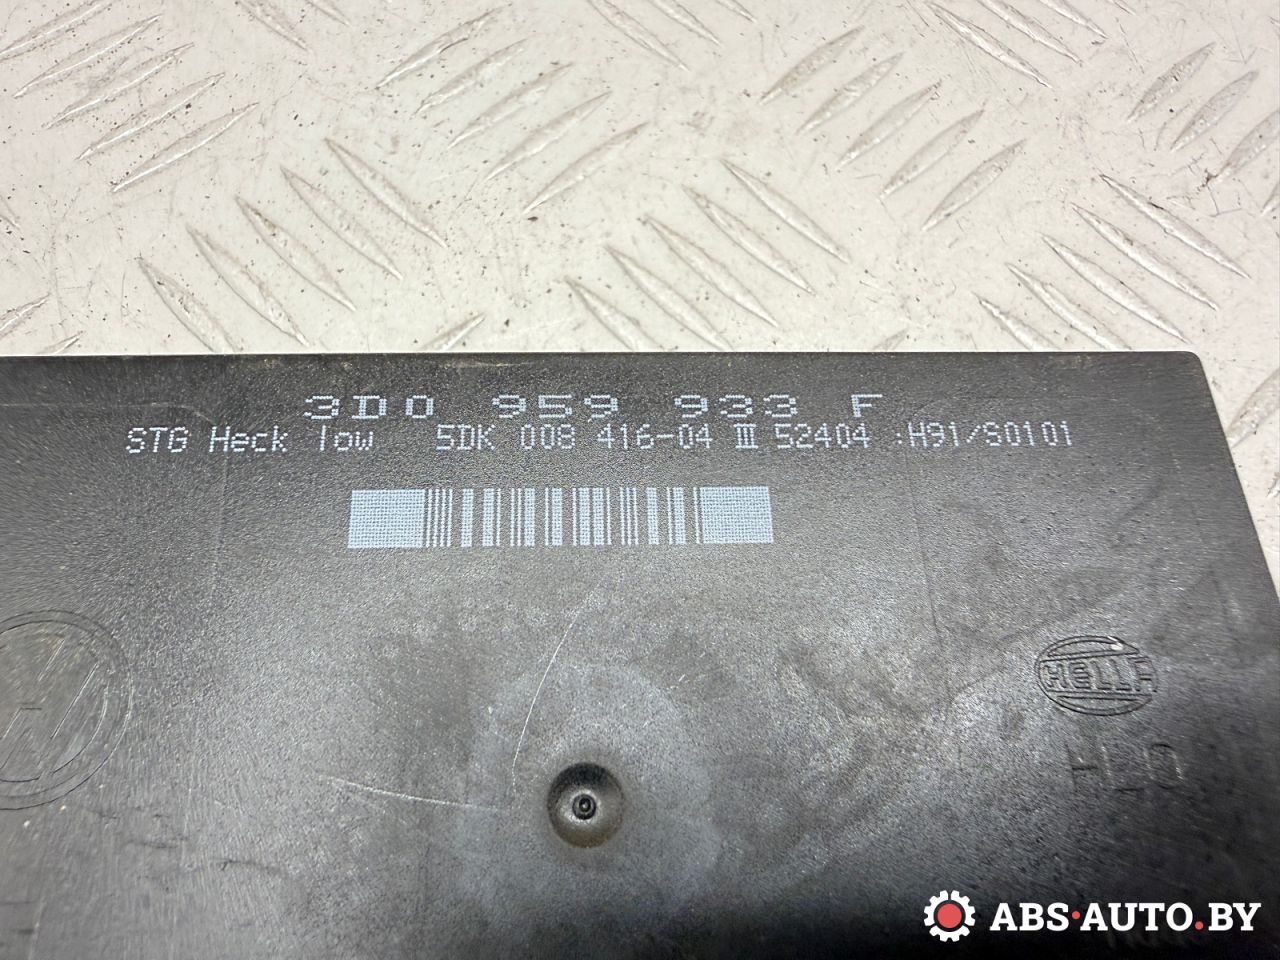 3D0 959 933 F
STG Heck low 5DK 008 416-04 III 52404 :H91/S0101
HELLA
ABS·AUTO.BY